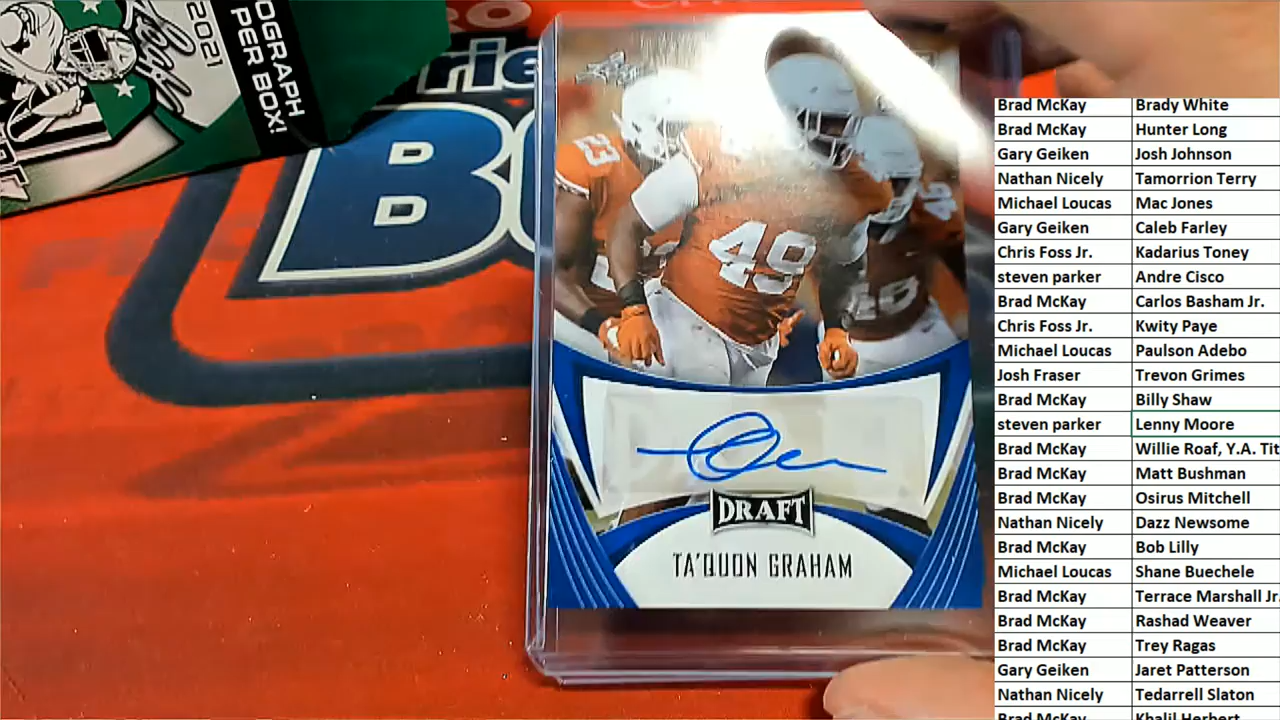 OGRAPH
PER BOX!
2021
Leaf
rie
B
23
49
DRAFT
TA'QUON GRAHAM
Brad McKay Brady White
Brad McKay Hunter Long
Gary Geiken Josh Johnson
Nathan Nicely Tamorrion Terry
Michael Loucas Mac Jones
Gary Geiken Caleb Farley
Chris Foss Jr. Kadarius Toney
steven parker Andre Cisco
Brad McKay Carlos Basham Jr.
Chris Foss Jr. Kwity Paye
Michael Loucas Paulson Adebo
Josh Fraser Trevon Grimes
Brad McKay Billy Shaw
steven parker Lenny Moore
Brad McKay Willie Roaf, Y.A. Tit
Brad McKay Matt Bushman
Brad McKay Osirus Mitchell
Nathan Nicely Dazz Newsome
Brad McKay Bob Lilly
Michael Loucas Shane Buechele
Brad McKay Terrace Marshall Jr.
Brad McKay Rashad Weaver
Brad McKay Trey Ragas
Gary Geiken Jaret Patterson
Nathan Nicely Tedarrell Slaton
Brad McKay Khalil Herbert